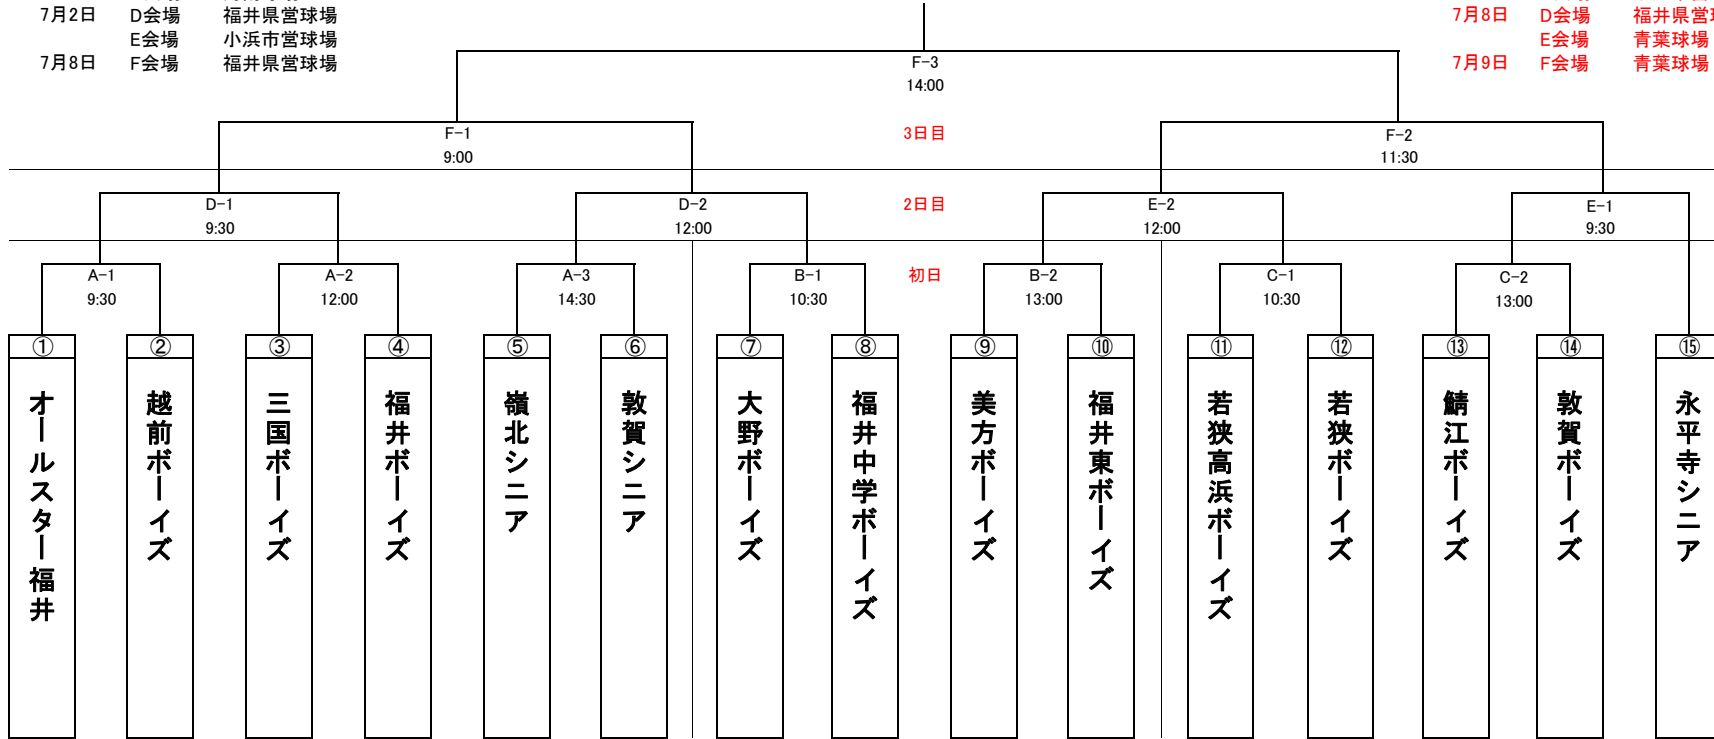 7月2日 D会場 福井県営球場
E会場 小浜市営球場
7月8日 F会場 福井県営球場
7月8日 D会場 福井県営
E会場 青葉球場
7月9日 F会場 青葉球場
F-3
14:00
F-1
9:00
3日目
F-2
11:30
D-1
9:30
D-2
12:00
2日目
E-2
12:00
E-1
9:30
A-1
9:30
A-2
12:00
A-3
14:30
B-1
10:30
初日
B-2
13:00
C-1
10:30
C-2
13:00
① オールスター福井
② 越前ボーイズ
③ 三国ボーイズ
④ 福井ボーイズ
⑤ 嶺北シニア
⑥ 敦賀シニア
⑦ 大野ボーイズ
⑧ 福井中学ボーイズ
⑨ 美方ボーイズ
⑩ 福井東ボーイズ
⑪ 若狭高浜ボーイズ
⑫ 若狭ボーイズ
⑬ 鯖江ボーイズ
⑭ 敦賀ボーイズ
⑮ 永平寺シニア